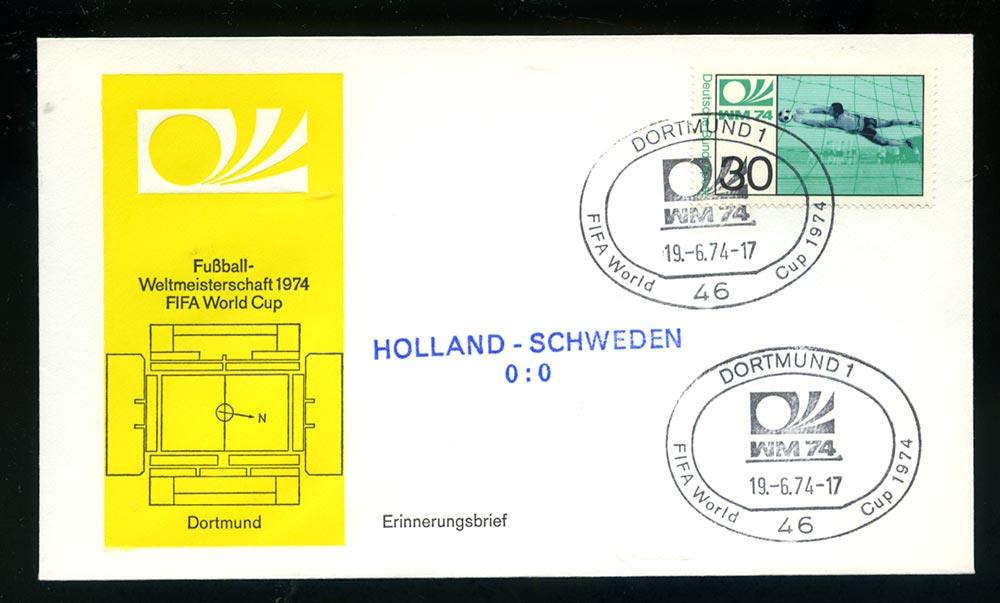 Fußball-
Weltmeisterschaft 1974
FIFA World Cup
N
Dortmund
HOLLAND - SCHWEDEN
0 : 0
Erinnerungsbrief
WM 74
30
DORTMUND 1
WM 74
19.-6.74-17
FIFA World Cup 1974
46
DORTMUND 1
WM 74
19.-6.74-17
FIFA World Cup 1974
46